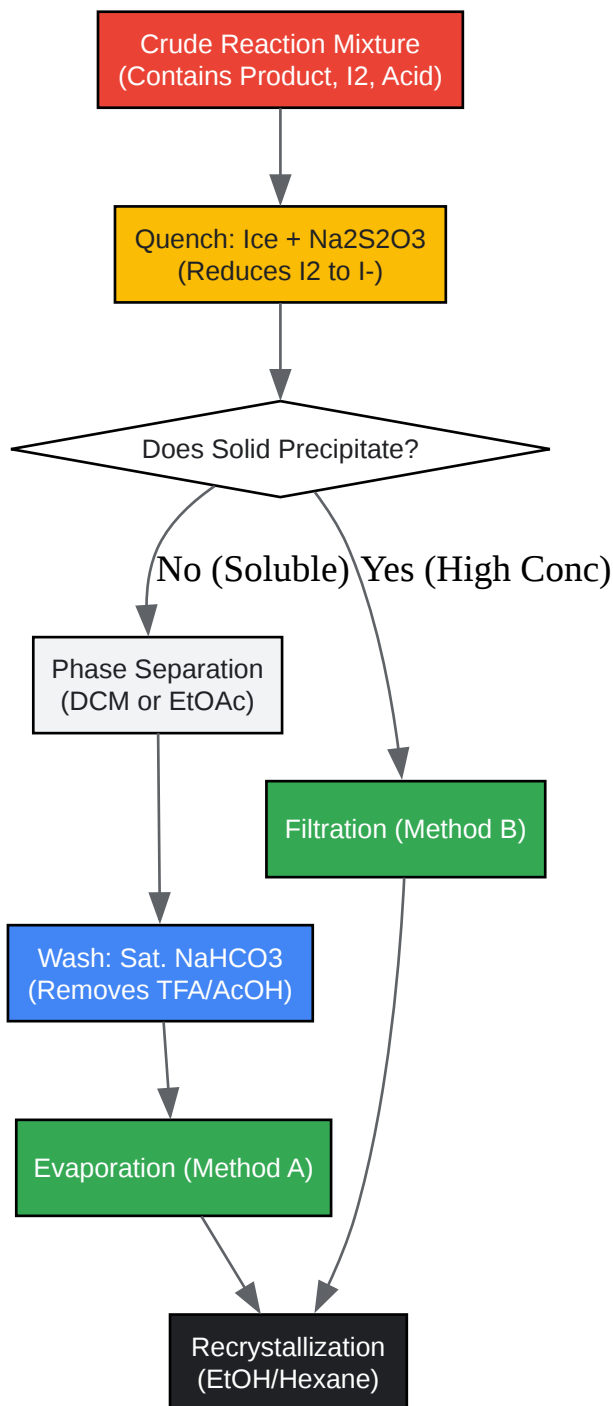 Crude Reaction Mixture
(Contains Product, I2, Acid)
Quench: Ice + Na2S2O3
(Reduces I2 to I-)
Does Solid Precipitate?
No (Soluble)
Yes (High Conc)
Phase Separation
(DCM or EtOAc)
Filtration (Method B)
Wash: Sat. NaHCO3
(Removes TFA/AcOH)
Evaporation (Method A)
Recrystallization
(EtOH/Hexane)